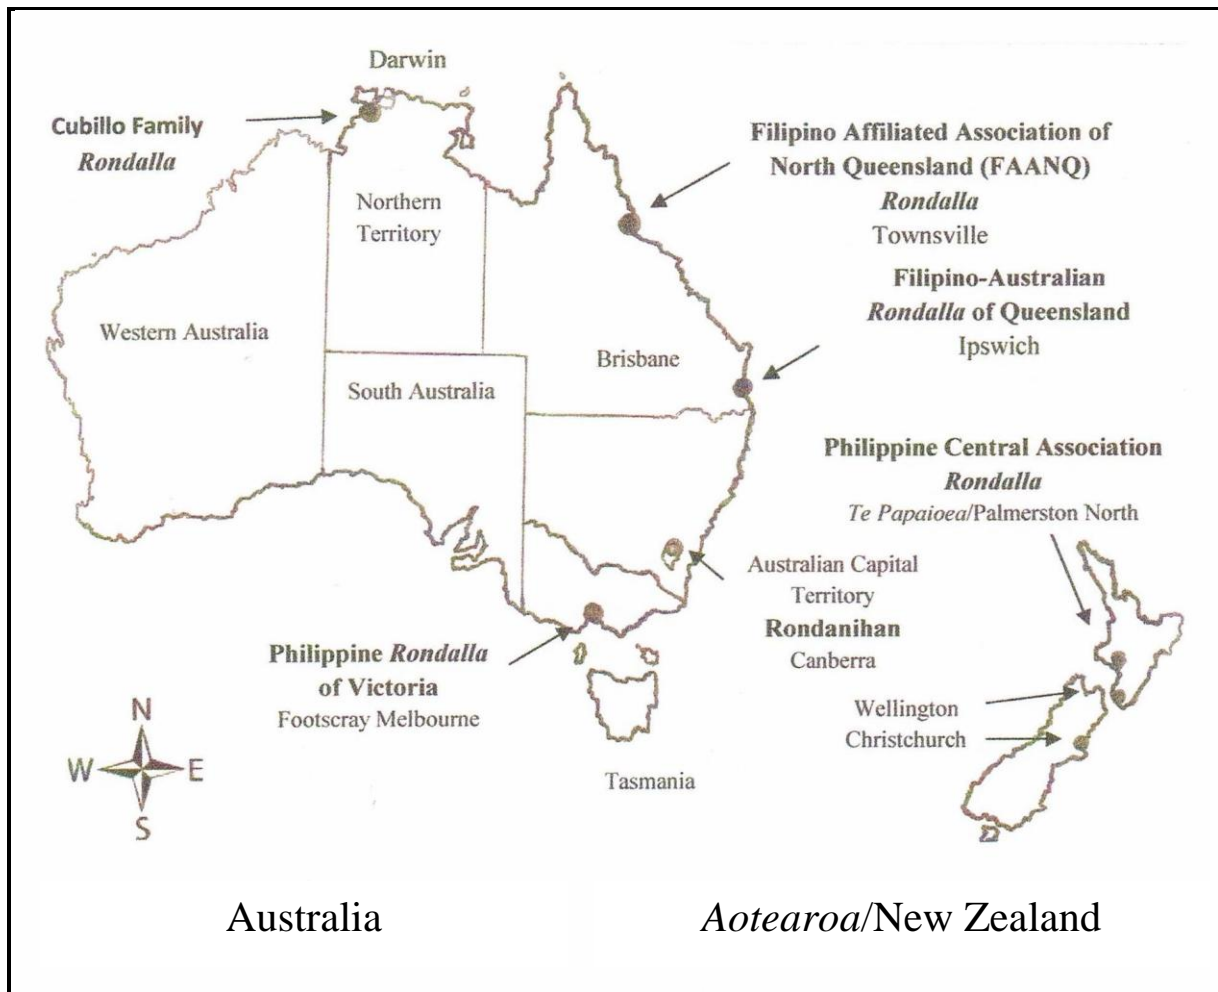 Darwin
Cubillo Family
Rondalla
Northern
Territory
Western Australia
South Australia
Brisbane
Filipino Affiliated Association of
North Queensland (FAANQ)
Rondalla
Townsville
Filipino-Australian
Rondalla of Queensland
Ipswich
Philippine Central Association
Rondalla
Te Papaioea/Palmerston North
Australian Capital
Territory
Rondanihan
Canberra
Philippine Rondalla
of Victoria
Footscray Melbourne
Wellington
Christchurch
Tasmania
N
W E
S
Australia
Aotearoa/New Zealand